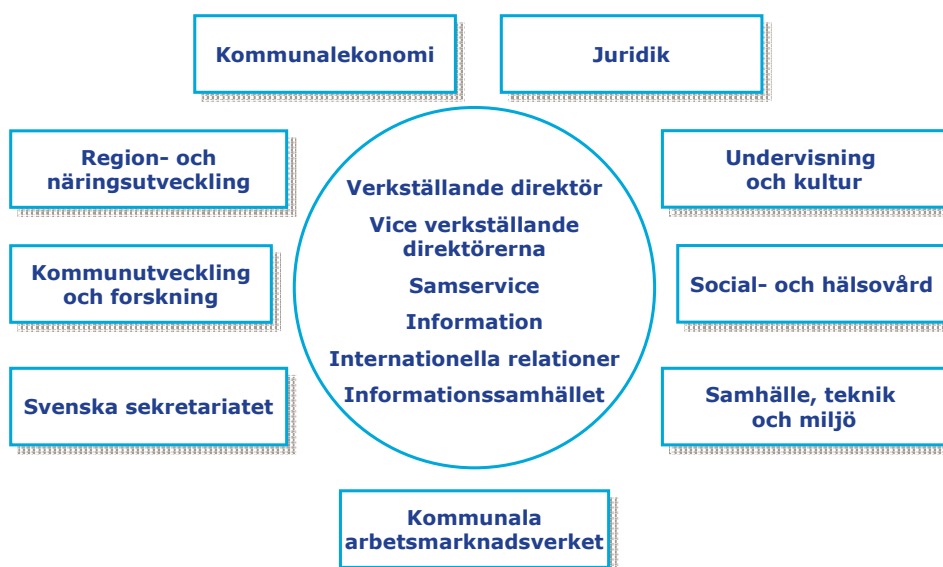 Kommunalekonomi
Juridik
Region- och
näringsutveckling
Undervisning
och kultur
Verkställande direktör
Vice verkställande
direktörerna
Samservice
Information
Internationella relationer
Informationssamhället
Kommunutveckling
och forskning
Social- och hälsovård
Svenska sekretariatet
Samhälle, teknik
och miljö
Kommunala
arbetsmarknadsverket